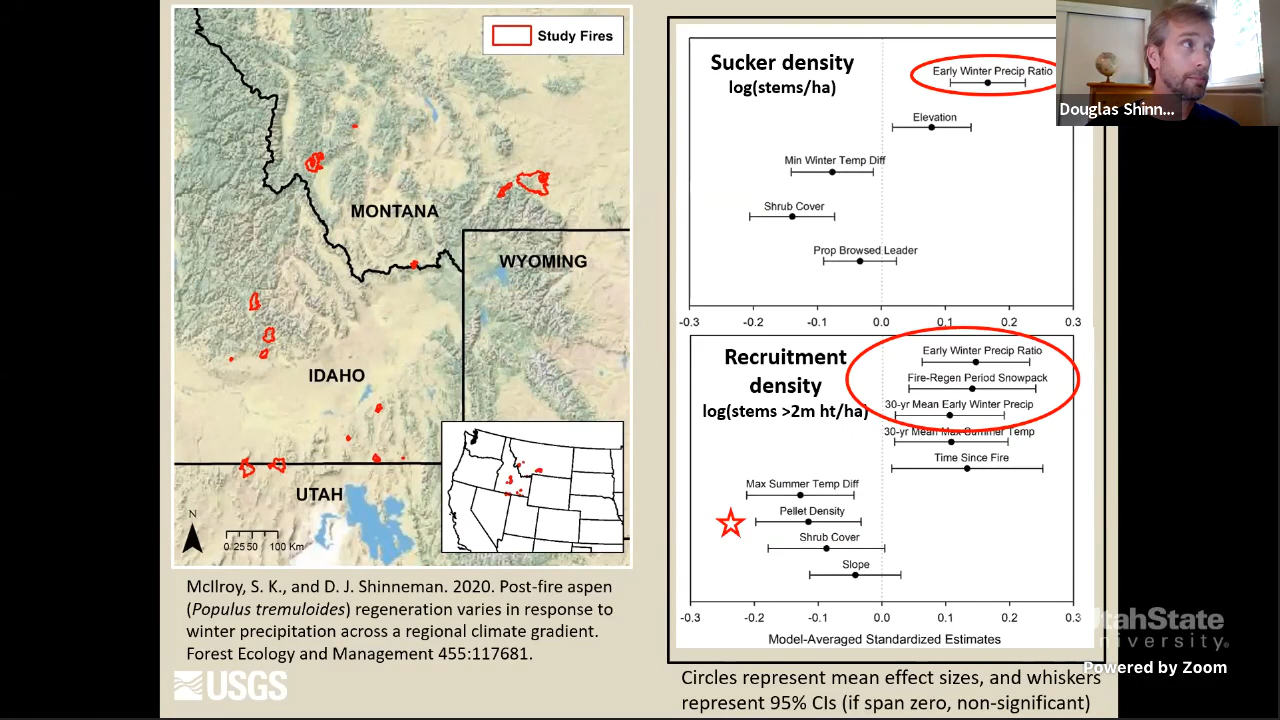 Study Fires
MONTANA
WYOMING
IDAHO
UTAH
N
0 25 50 100 Km
McIlroy, S. K., and D. J. Shinneman. 2020. Post-fire aspen
(Populus tremuloides) regeneration varies in response to
winter precipitation across a regional climate gradient.
Forest Ecology and Management 455:117681.
USGS
Sucker density
log(stems/ha)
Early Winter Precip Ratio
Elevation
Min Winter Temp Diff
Shrub Cover
Prop Browsed Leader
-0.3 -0.2 -0.1 0.0 0.1 0.2 0.3
Recruitment
density
log(stems >2m ht/ha)
Early Winter Precip Ratio
Fire-Regen Period Snowpack
30-yr Mean Early Winter Precip
30-yr Mean Max Summer Temp
Time Since Fire
Max Summer Temp Diff
Pellet Density
Shrub Cover
Slope
-0.3 -0.2 -0.1 0.0 0.1 0.2 0.3
Model-Averaged Standardized Estimates
Circles represent mean effect sizes, and whiskers
represent 95% CIs (if span zero, non-significant)
Douglas Shinn...
UtahState
University
Powered by Zoom